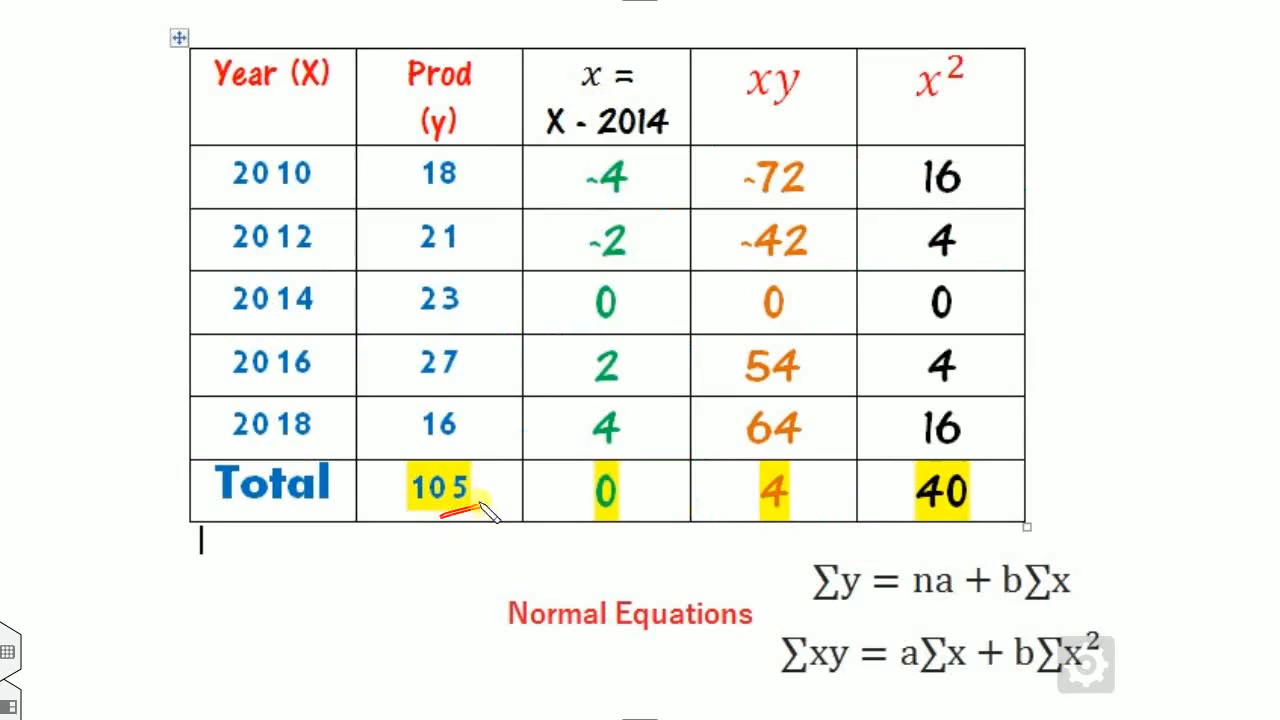 Year (X) Prod (y) x = X - 2014 xy x²
2010 18 -4 -72 16
2012 21 -2 -42 4
2014 23 0 0 0
2016 27 2 54 4
2018 16 4 64 16
Total 105 0 4 40
∑y = na + b∑x
Normal Equations
∑xy = a∑x + b∑x²